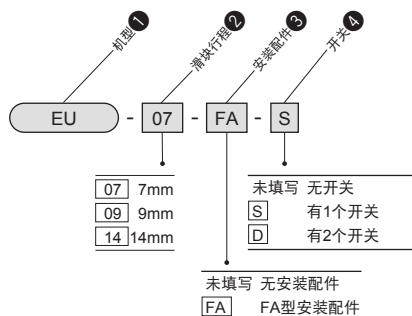 机型❶
滑块行程❷
安装配件❸
开关❹
EU - 07 - FA - S
07 7mm
09 9mm
14 14mm
未填写 无开关
S 有1个开关
D 有2个开关
未填写 无安装配件
FA FA型安装配件